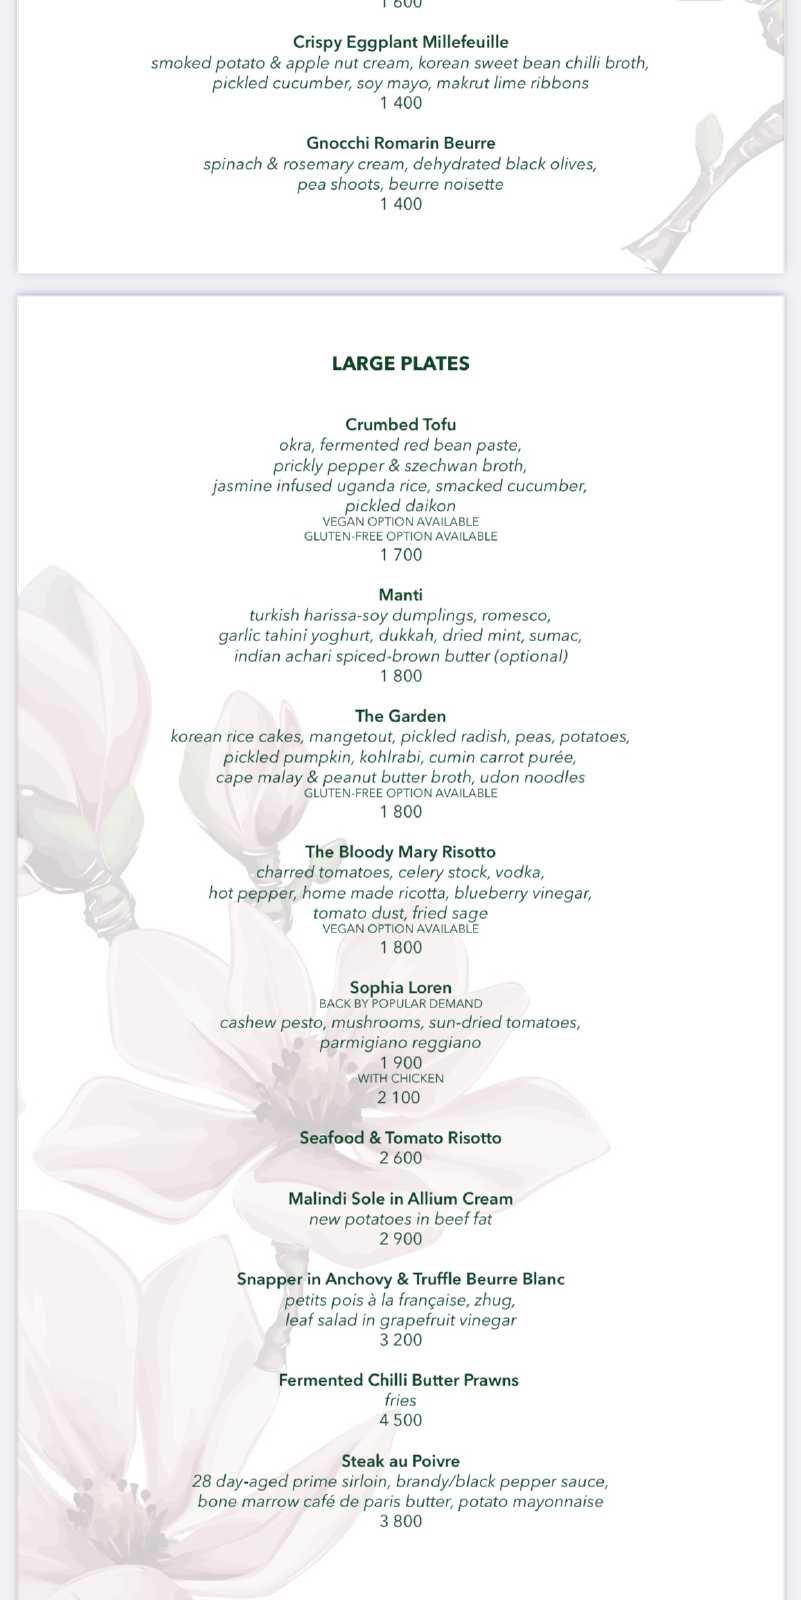 1 600
Crispy Eggplant Millefeuille
smoked potato & apple nut cream, korean sweet bean chilli broth,
pickled cucumber, soy mayo, makrut lime ribbons
1 400
Gnocchi Romarin Beurre
spinach & rosemary cream, dehydrated black olives,
pea shoots, beurre noisette
1 400
LARGE PLATES
Crumbed Tofu
okra, fermented red bean paste,
prickly pepper & szechwan broth,
jasmine infused uganda rice, smacked cucumber,
pickled daikon
VEGAN OPTION AVAILABLE
GLUTEN-FREE OPTION AVAILABLE
1 700
Manti
turkish harissa-soy dumplings, romesco,
garlic tahini yoghurt, dukkah, dried mint, sumac,
indian achari spiced-brown butter (optional)
1 800
The Garden
korean rice cakes, mangetout, pickled radish, peas, potatoes,
pickled pumpkin, kohlrabi, cumin carrot purée,
cape malay & peanut butter broth, udon noodles
GLUTEN-FREE OPTION AVAILABLE
1 800
The Bloody Mary Risotto
charred tomatoes, celery stock, vodka,
hot pepper, home made ricotta, blueberry vinegar,
tomato dust, fried sage
VEGAN OPTION AVAILABLE
1 800
Sophia Loren
BACK BY POPULAR DEMAND
cashew pesto, mushrooms, sun-dried tomatoes,
parmigiano reggiano
1 900
WITH CHICKEN
2 100
Seafood & Tomato Risotto
2 600
Malindi Sole in Allium Cream
new potatoes in beef fat
2 900
Snapper in Anchovy & Truffle Beurre Blanc
petits pois à la française, zhug,
leaf salad in grapefruit vinegar
3 200
Fermented Chilli Butter Prawns
fries
4 500
Steak au Poivre
28 day-aged prime sirloin, brandy/black pepper sauce,
bone marrow café de paris butter, potato mayonnaise
3 800